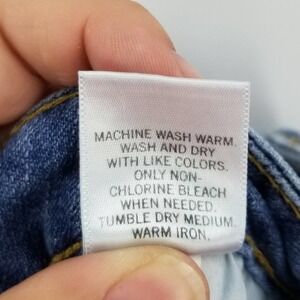 MACHINE WASH WARM.
WASH AND DRY
WITH LIKE COLORS.
ONLY NON-
CHLORINE BLEACH
WHEN NEEDED.
TUMBLE DRY MEDIUM.
WARM IRON.